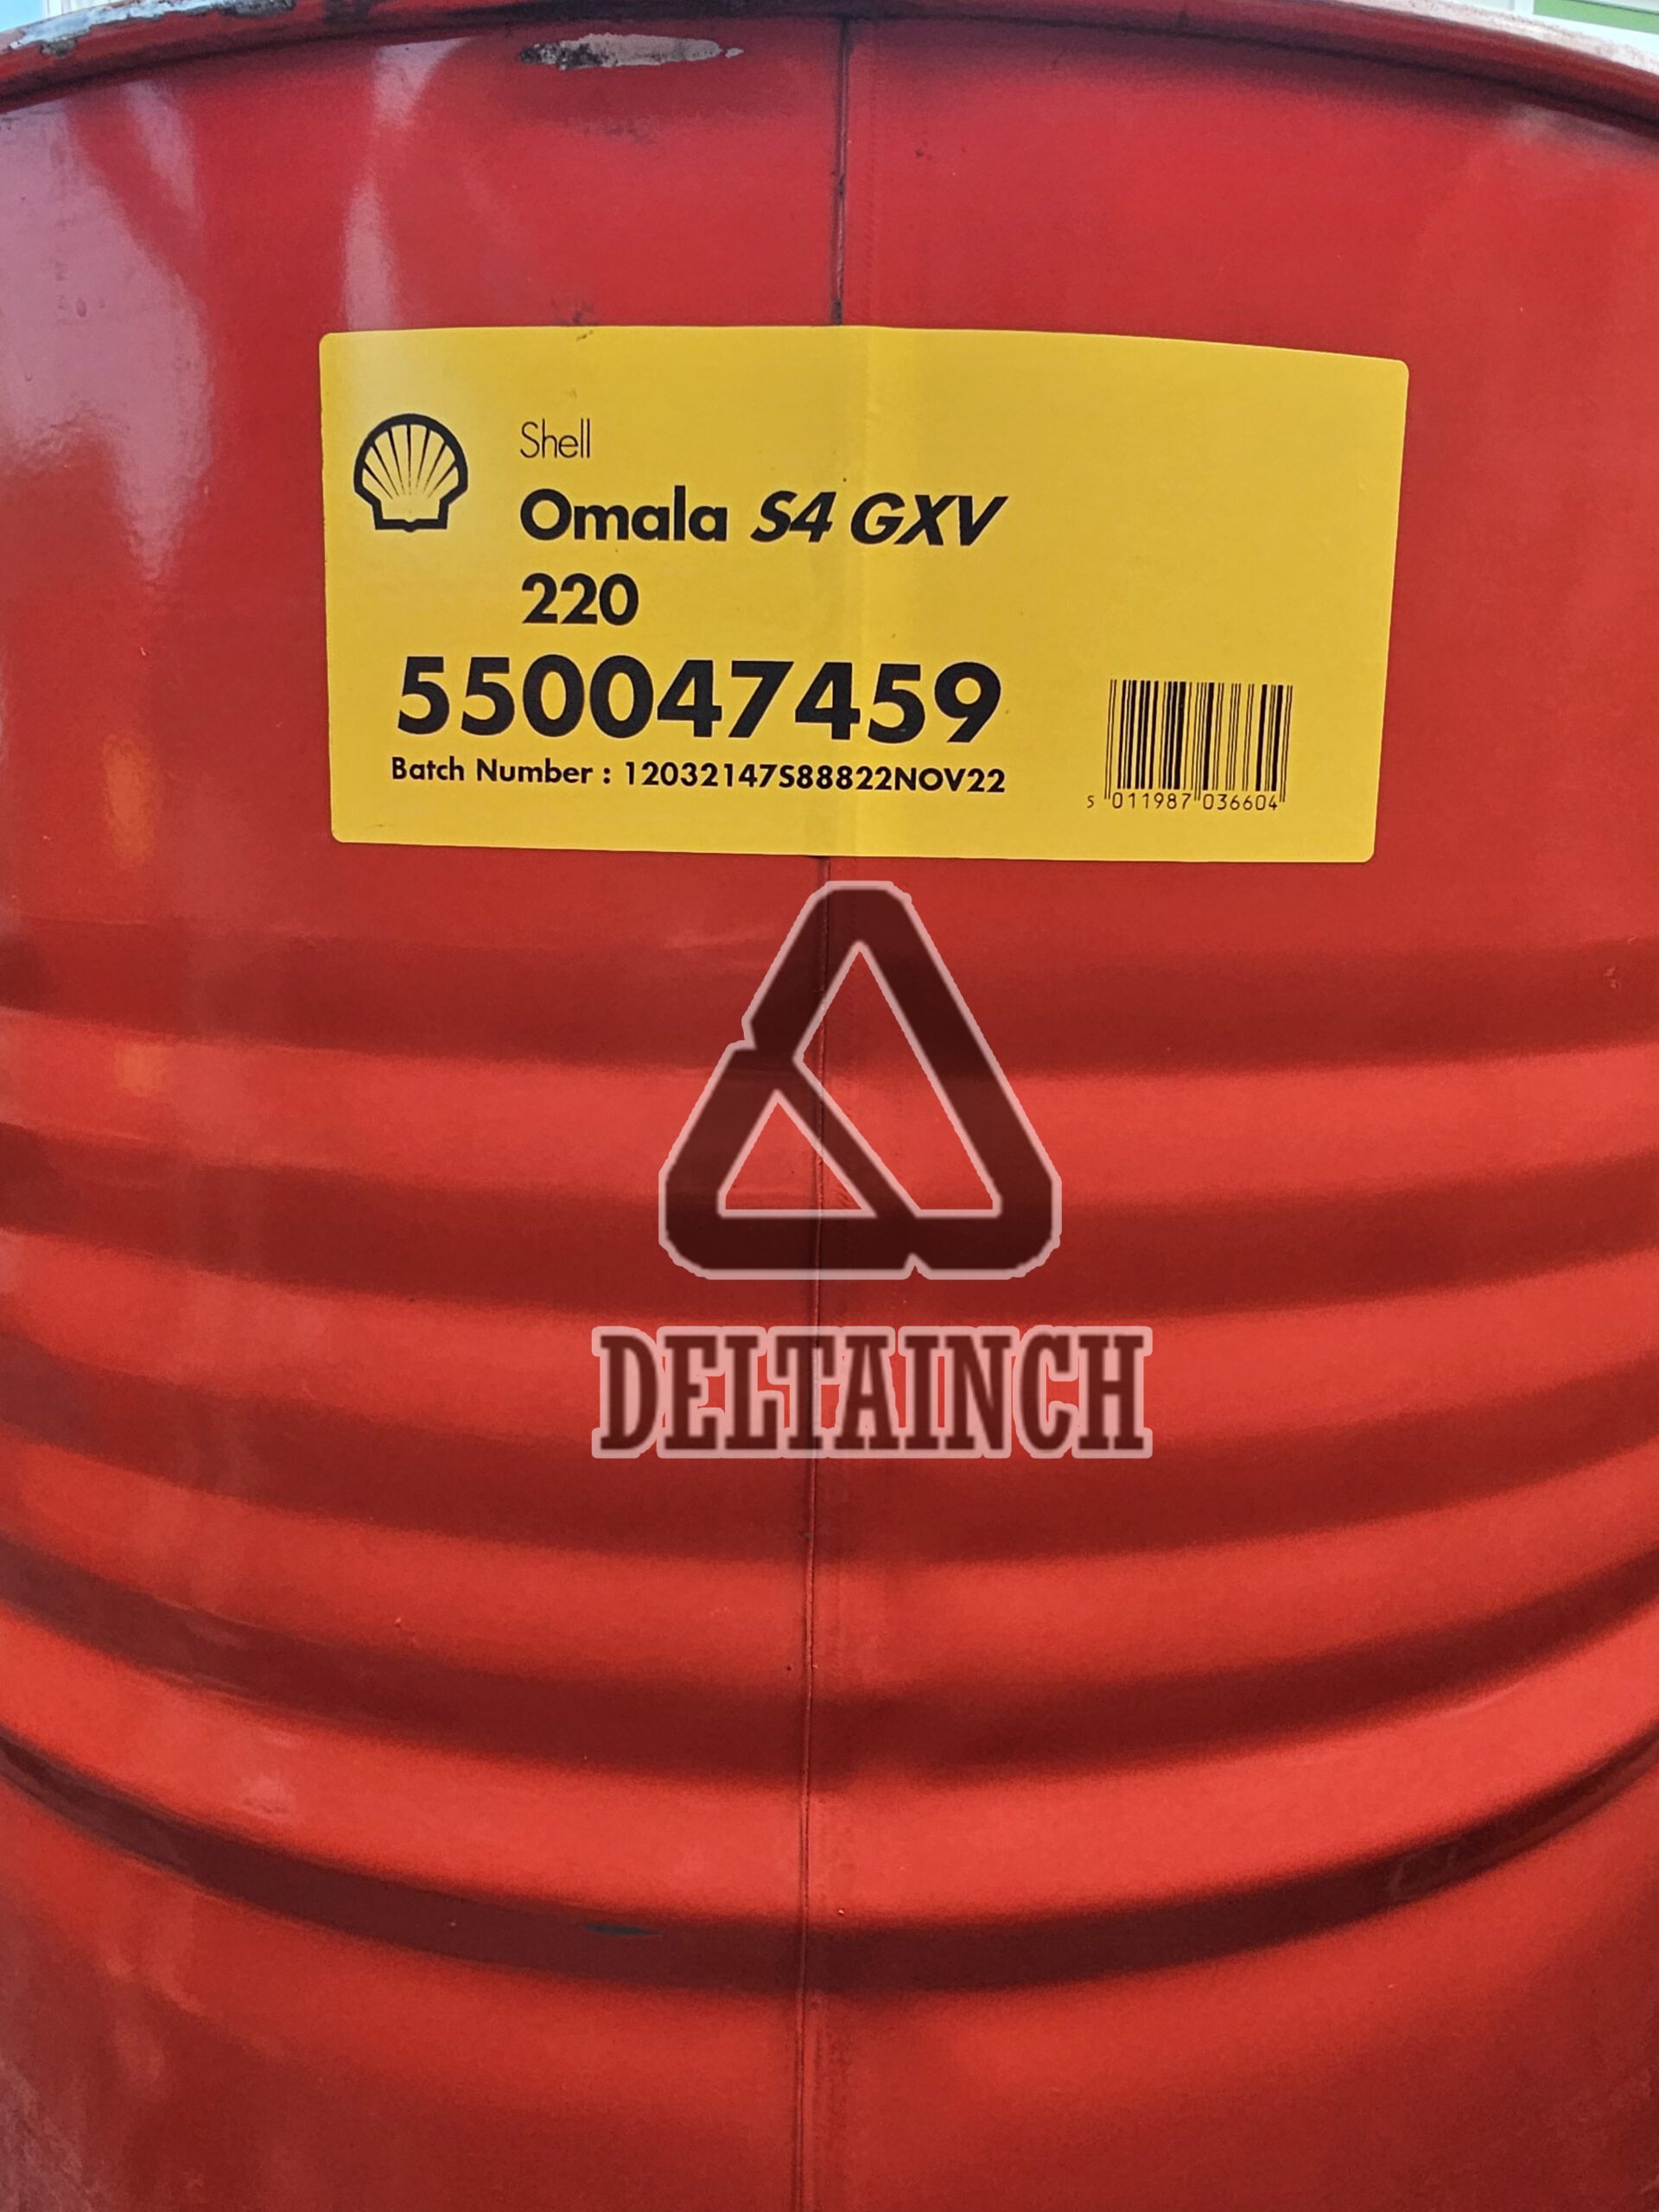 Shell
Omala S4 GXV
220
550047459
Batch Number : 12032147S88822NOV22
5 011987 036604
DELTAINCH